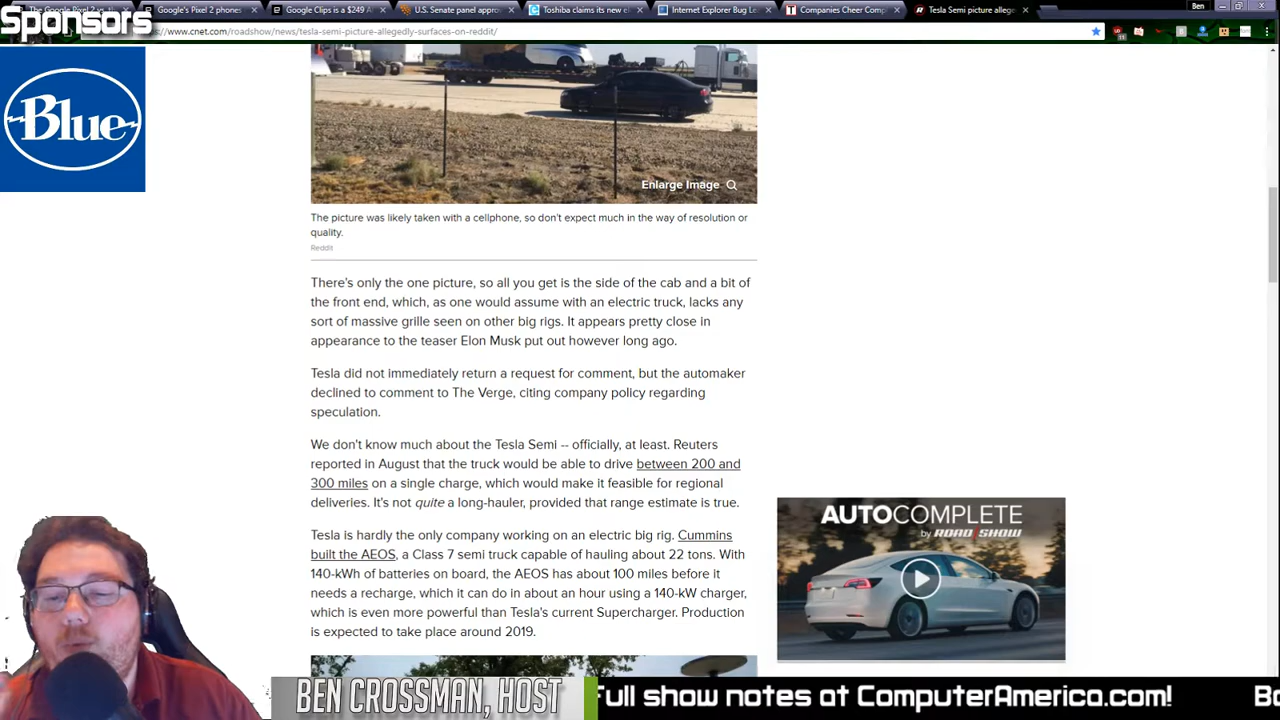 Sponsors
The Google Pixel 2 vs. th
Google's Pixel 2 phones
Google Clips is a $249 AI
U.S. Senate panel appro
Toshiba claims its new el
Internet Explorer Bug Lea
Companies Cheer Comp
Tesla Semi picture allege
Ben
www.cnet.com/roadshow/news/tesla-semi-picture-allegedly-surfaces-on-reddit/
Blue
Enlarge Image
The picture was likely taken with a cellphone, so don't expect much in the way of resolution or
quality.
Reddit
There's only the one picture, so all you get is the side of the cab and a bit of
the front end, which, as one would assume with an electric truck, lacks any
sort of massive grille seen on other big rigs. It appears pretty close in
appearance to the teaser Elon Musk put out however long ago.
Tesla did not immediately return a request for comment, but the automaker
declined to comment to The Verge, citing company policy regarding
speculation.
We don't know much about the Tesla Semi -- officially, at least. Reuters
reported in August that the truck would be able to drive between 200 and
300 miles on a single charge, which would make it feasible for regional
deliveries. It's not quite a long-hauler, provided that range estimate is true.
Tesla is hardly the only company working on an electric big rig. Cummins
built the AEOS, a Class 7 semi truck capable of hauling about 22 tons. With
140-kWh of batteries on board, the AEOS has about 100 miles before it
needs a recharge, which it can do in about an hour using a 140-kW charger,
which is even more powerful than Tesla's current Supercharger. Production
is expected to take place around 2019.
AUTOCOMPLETE
by ROADSHOW
BEN CROSSMAN, HOST
Full show notes at ComputerAmerica.com!
Ba